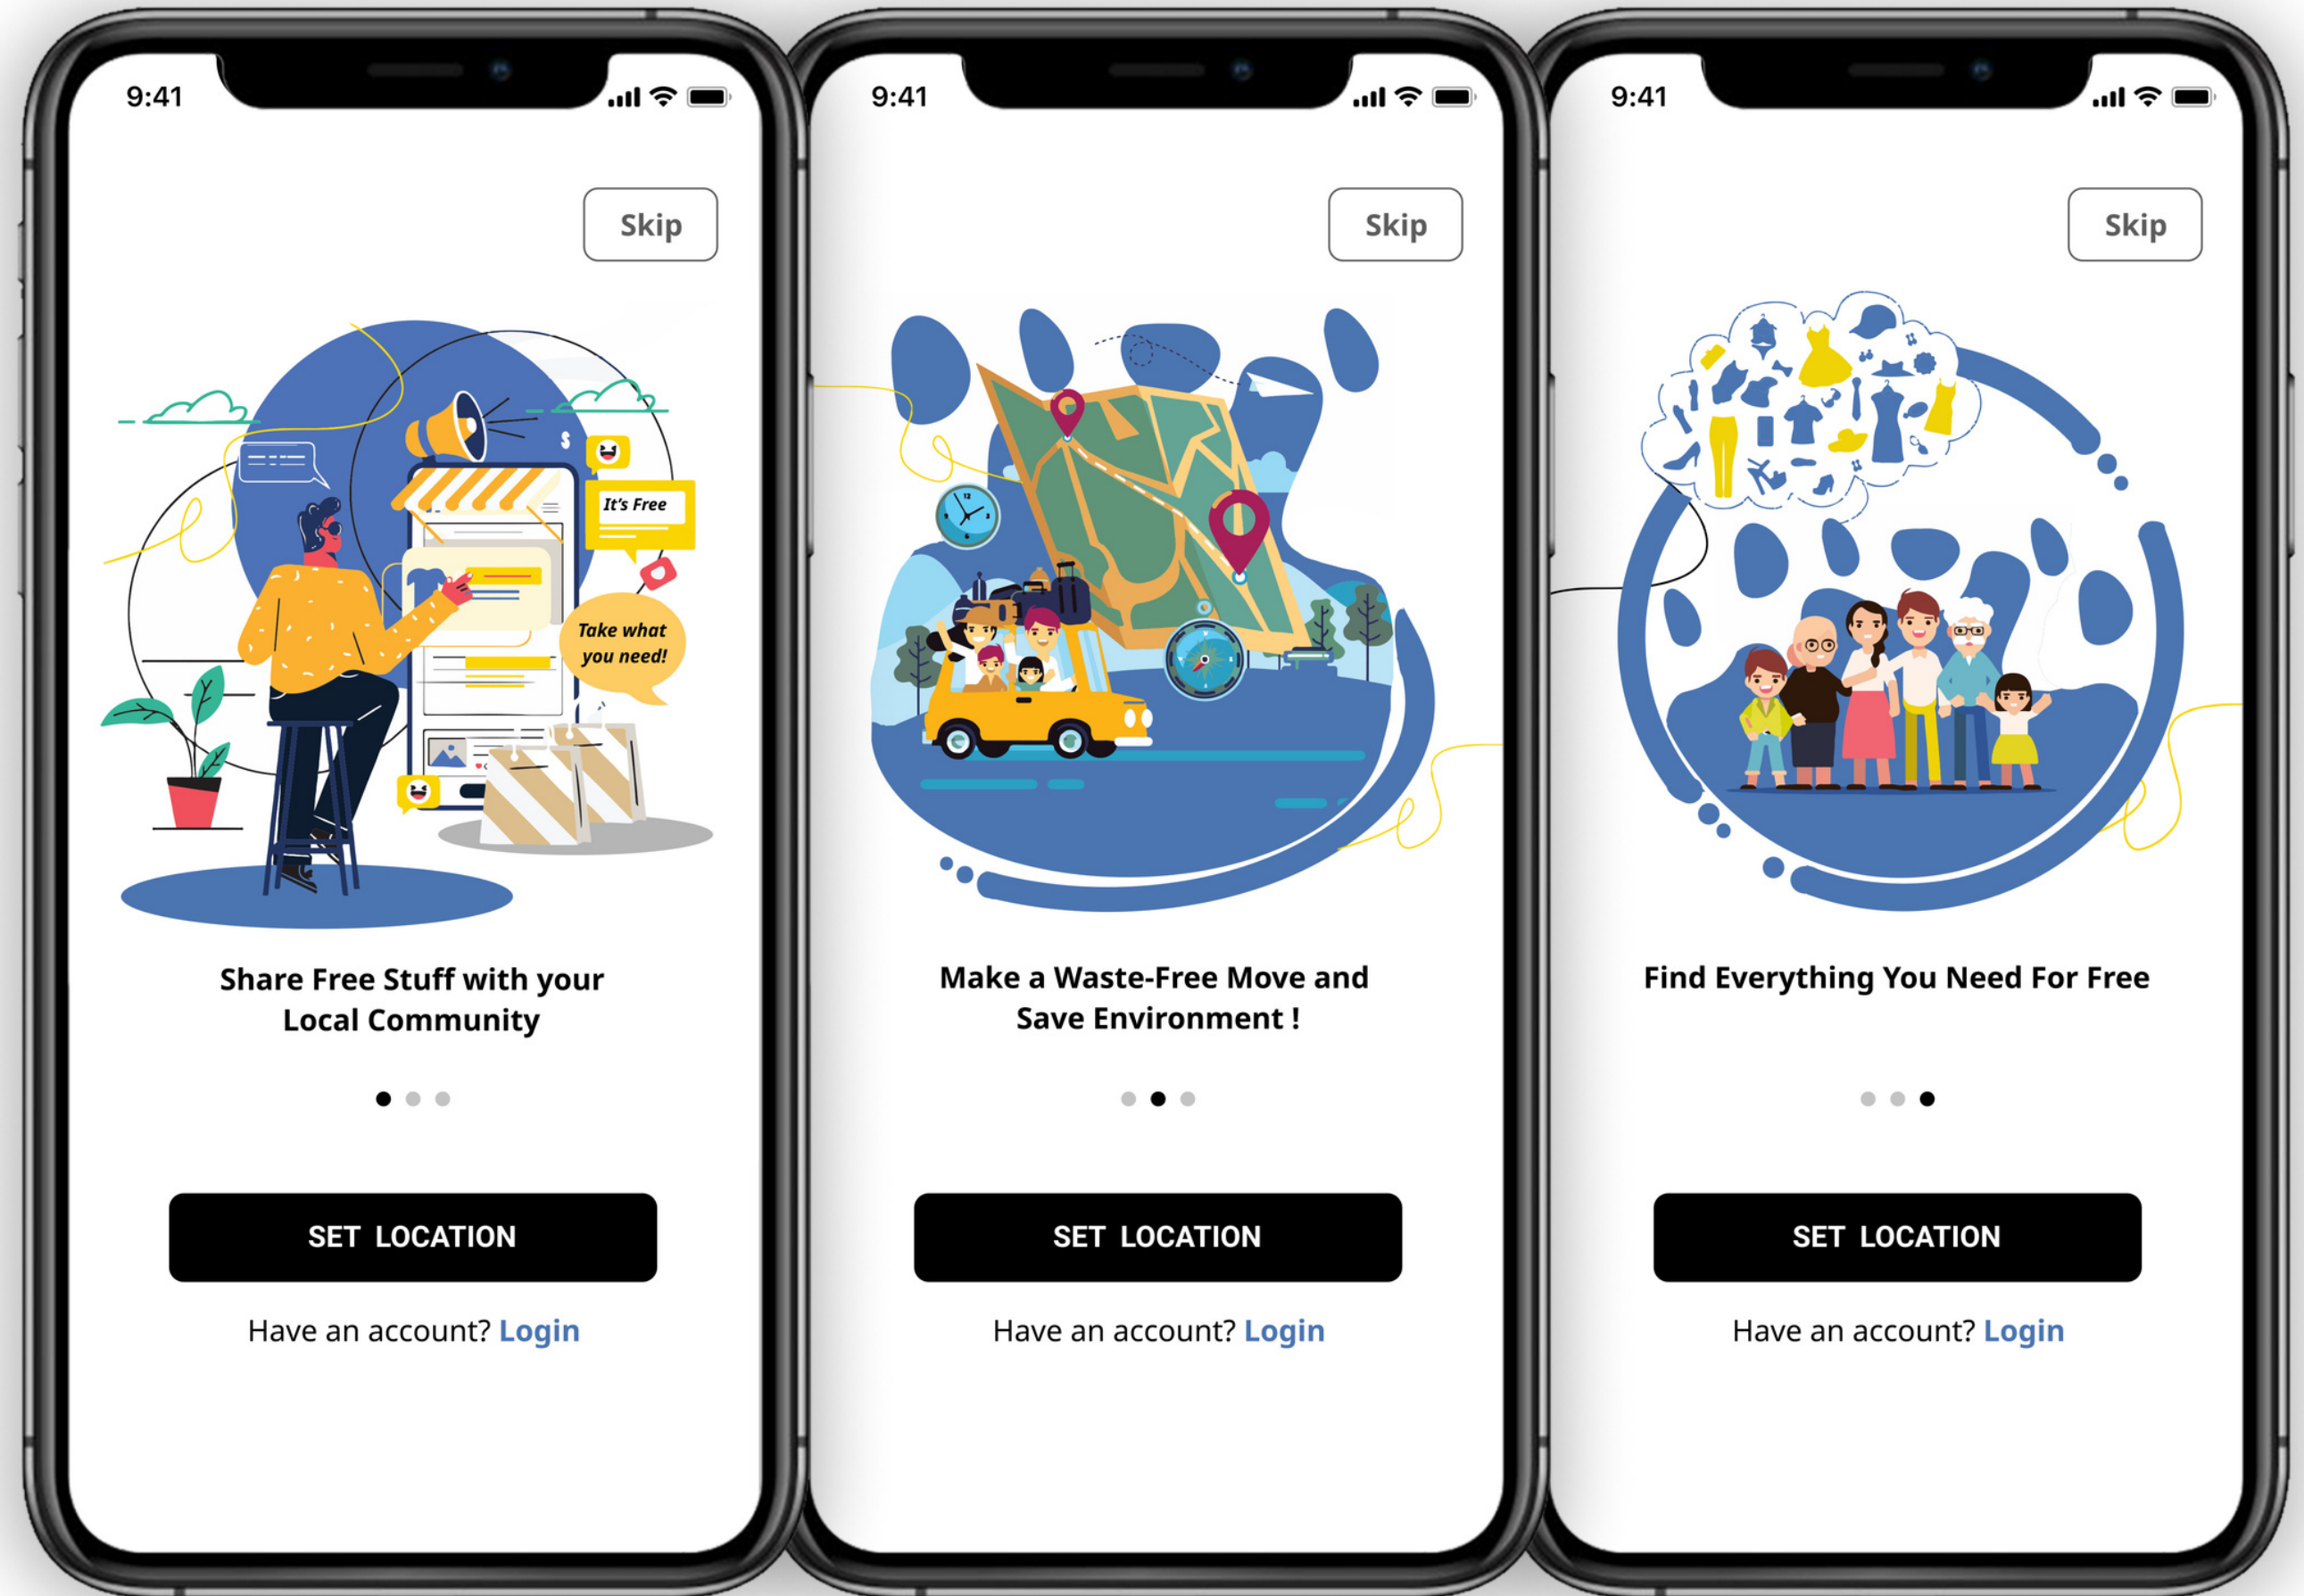 9:41
Skip
It's Free
Take what
you need!
Share Free Stuff with your
Local Community
SET LOCATION
Have an account? Login
9:41
Skip
Make a Waste-Free Move and
Save Environment !
SET LOCATION
Have an account? Login
9:41
Skip
Find Everything You Need For Free
SET LOCATION
Have an account? Login